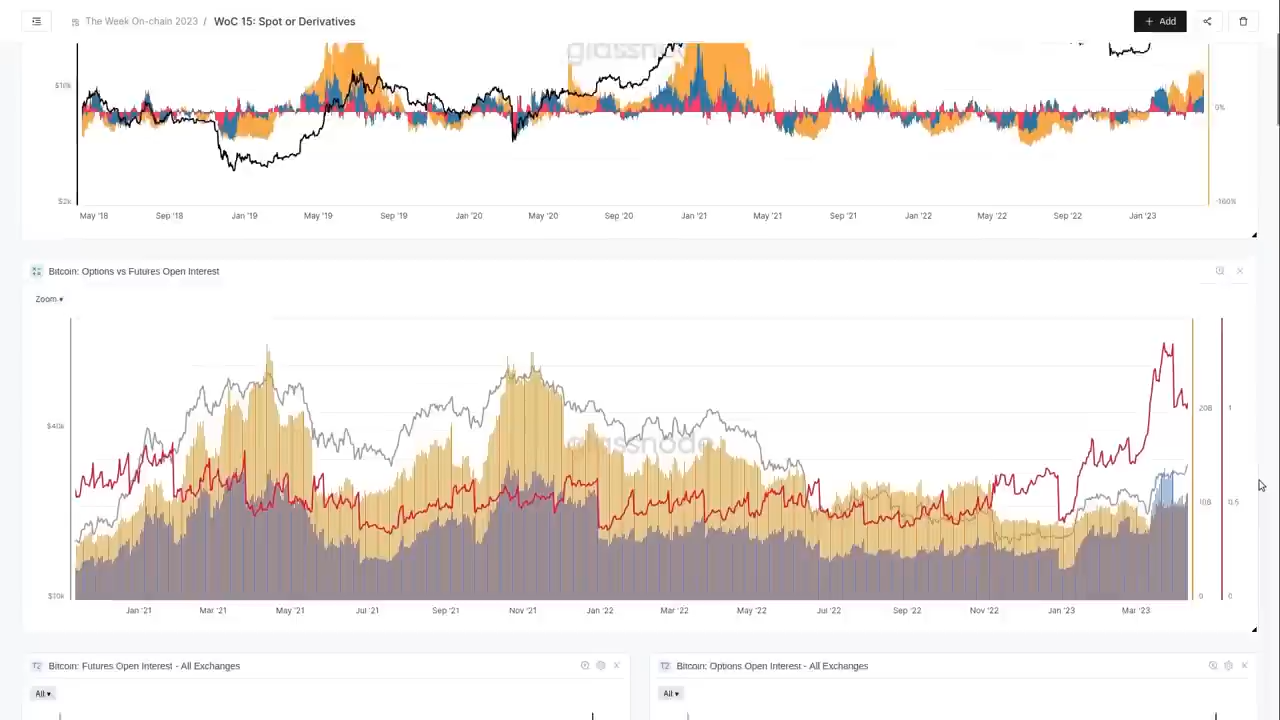 The Week On-chain 2023 / WoC 15: Spot or Derivatives
+ Add
glassnode
$10k
0%
$2k
-160%
May '18 Sep '18 Jan '19 May '19 Sep '19 Jan '20 May '20 Sep '20 Jan '21 May '21 Sep '21 Jan '22 May '22 Sep '22 Jan '23
Bitcoin: Options vs Futures Open Interest
Zoom
20B 1
$40k
glassnode
10B 0.5
$10k
0 0
Jan '21 Mar '21 May '21 Jul '21 Sep '21 Nov '21 Jan '22 Mar '22 May '22 Jul '22 Sep '22 Nov '22 Jan '23 Mar '23
T2 Bitcoin: Futures Open Interest - All Exchanges
T2 Bitcoin: Options Open Interest - All Exchanges
All
All